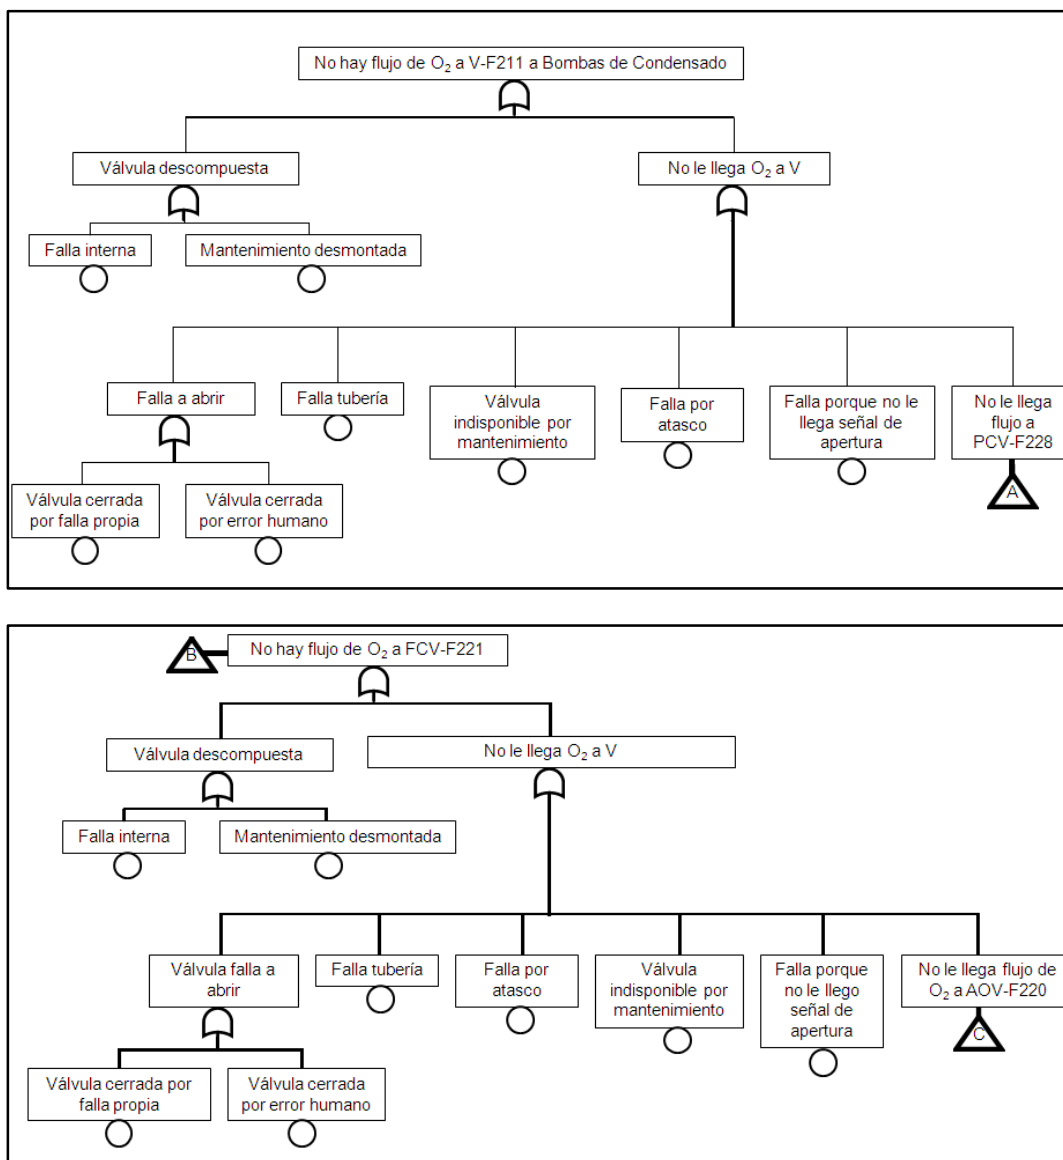 No hay flujo de O₂ a V-F211 a Bombas de Condensado
Válvula descompuesta
No le llega O₂ a V
Falla interna
Mantenimiento desmontada
Falla a abrir
Falla tubería
Válvula
indisponible por
mantenimiento
Falla por
atasco
Falla porque no le
llega señal de
apertura
No le llega
flujo a
PCV-F228
A
Válvula cerrada
por falla propia
Válvula cerrada
por error humano
B
No hay flujo de O₂ a FCV-F221
Válvula descompuesta
No le llega O₂ a V
Falla interna
Mantenimiento desmontada
Válvula falla a
abrir
Falla tubería
Falla por
atasco
Válvula
indisponible por
mantenimiento
Falla porque
no le llego
señal de
apertura
No le llega flujo de
O₂ a AOV-F220
C
Válvula cerrada por
falla propia
Válvula cerrada
por error humano